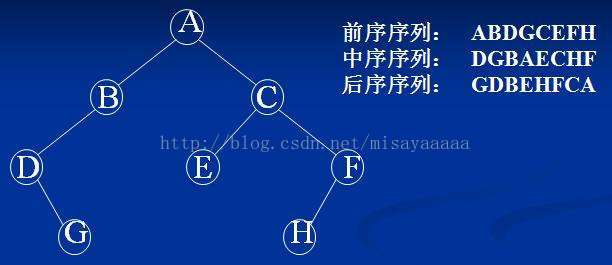 A
前序序列： ABDGCEFH
中序序列： DGBAECHF
后序序列： GDBEHFCA
B C
http://blog.csdn.net/misayaaaaa
D E F
G H